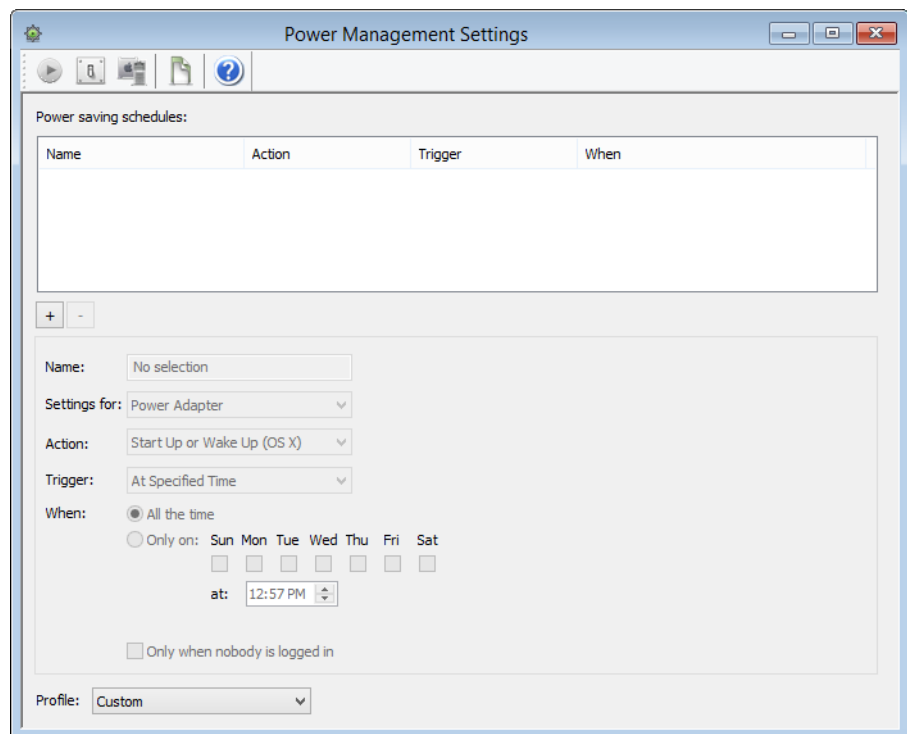 Power Management Settings
Power saving schedules:
Name Action Trigger When
+ -
Name: No selection
Settings for: Power Adapter
Action: Start Up or Wake Up (OS X)
Trigger: At Specified Time
When: All the time
Only on: Sun Mon Tue Wed Thu Fri Sat
at: 12:57 PM
Only when nobody is logged in
Profile: Custom